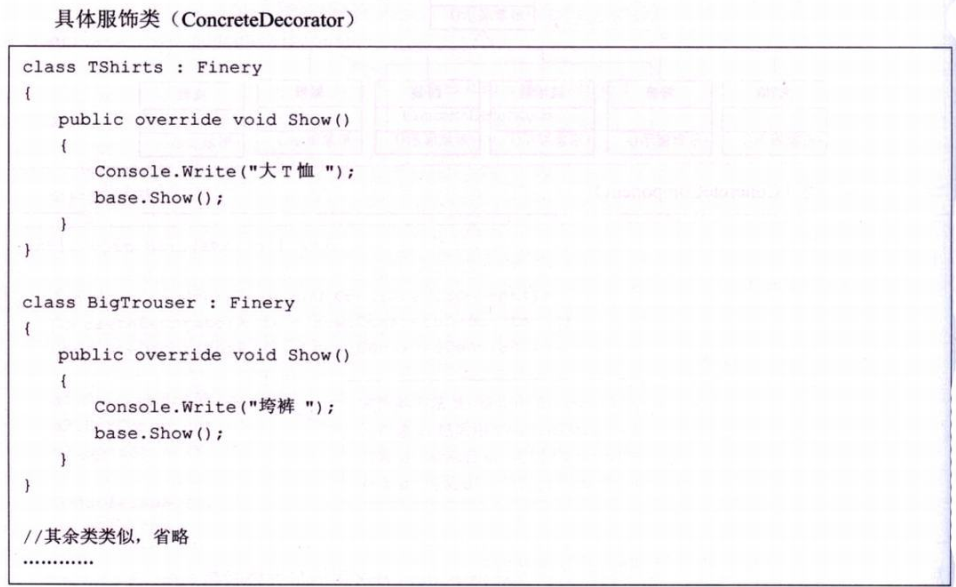 具体服饰类（ConcreteDecorator）
class TShirts : Finery
{
public override void Show()
{
Console.Write("大T恤 ");
base.Show();
}
}
class BigTrouser : Finery
{
public override void Show()
{
Console.Write("垮裤 ");
base.Show();
}
}
//其余类类似，省略
.............